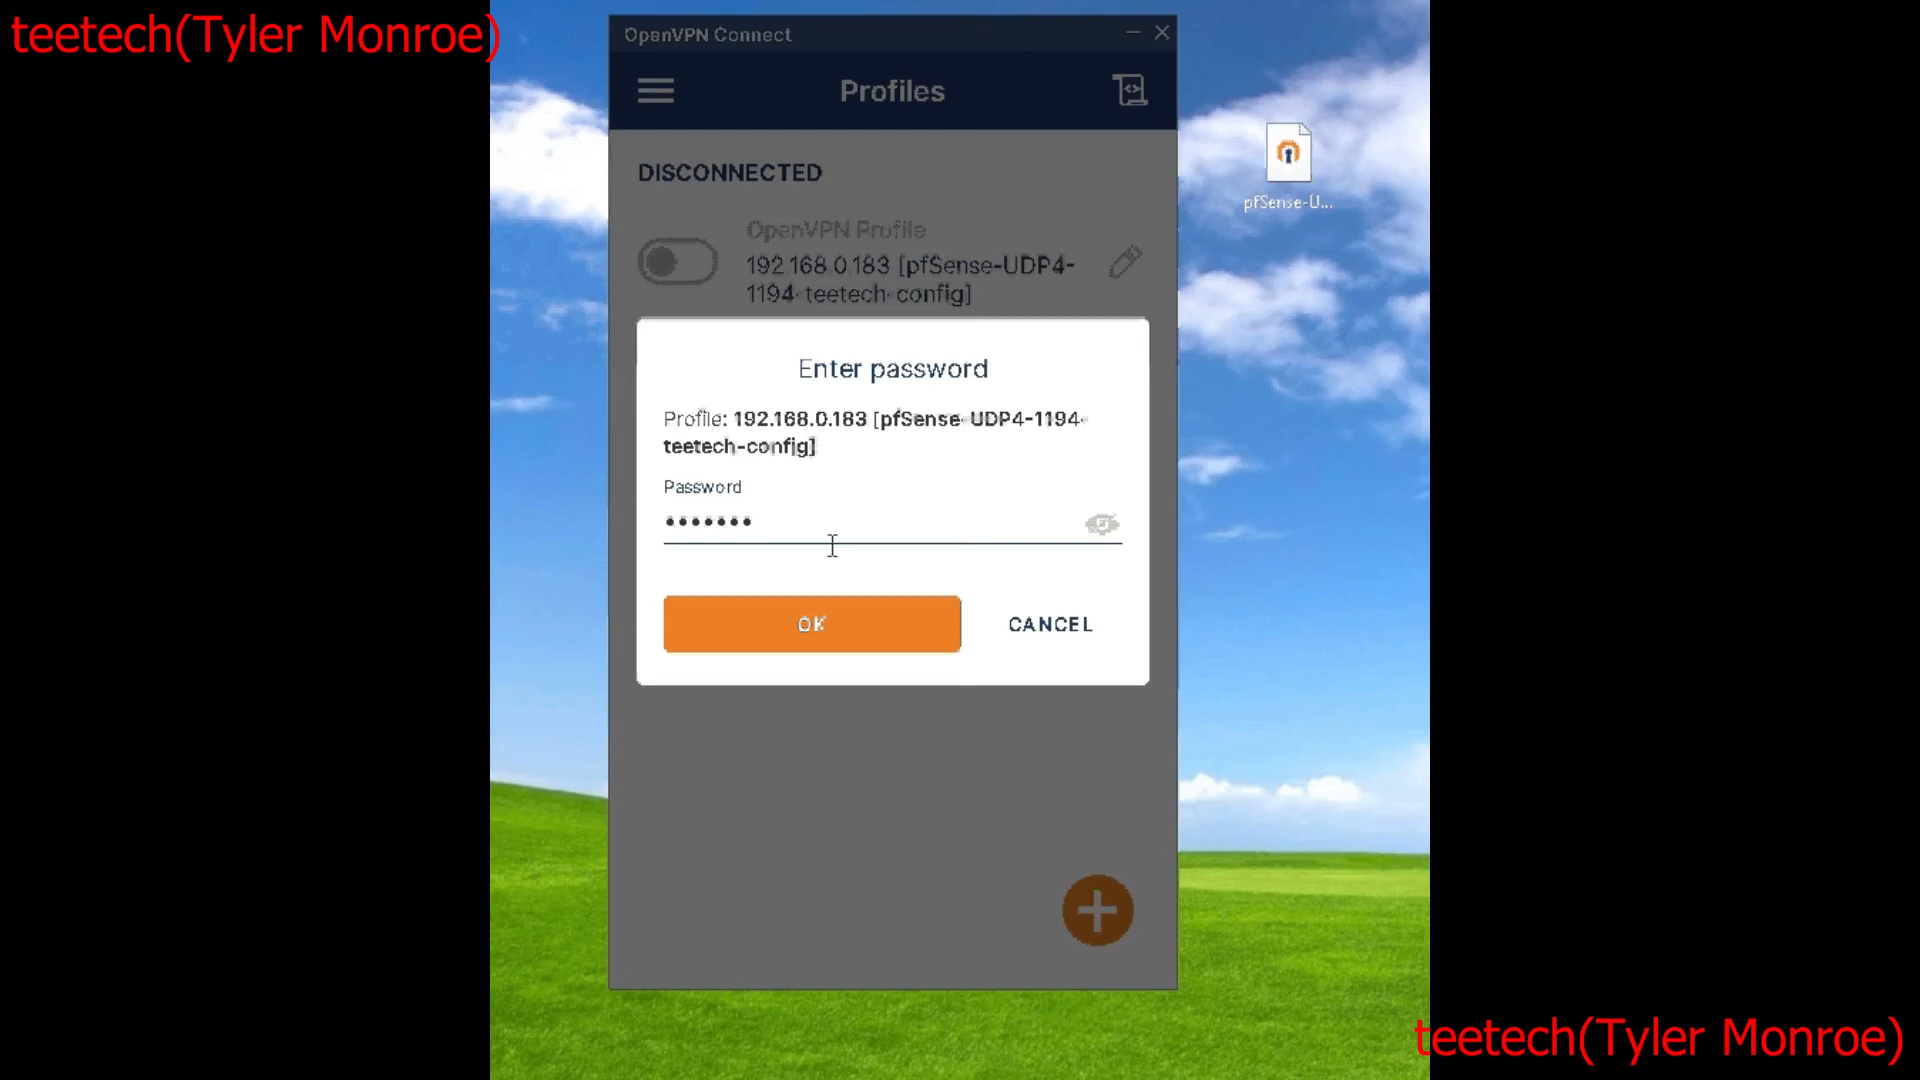 teetech(Tyler Monroe)
OpenVPN Connect
Profiles
DISCONNECTED
OpenVPN Profile
192.168.0.183 [pfSense-UDP4-
1194-teetech-config]
pfSense-U...
Enter password
Profile: 192.168.0.183 [pfSense-UDP4-1194-
teetech-config]
Password
OK
CANCEL
teetech(Tyler Monroe)